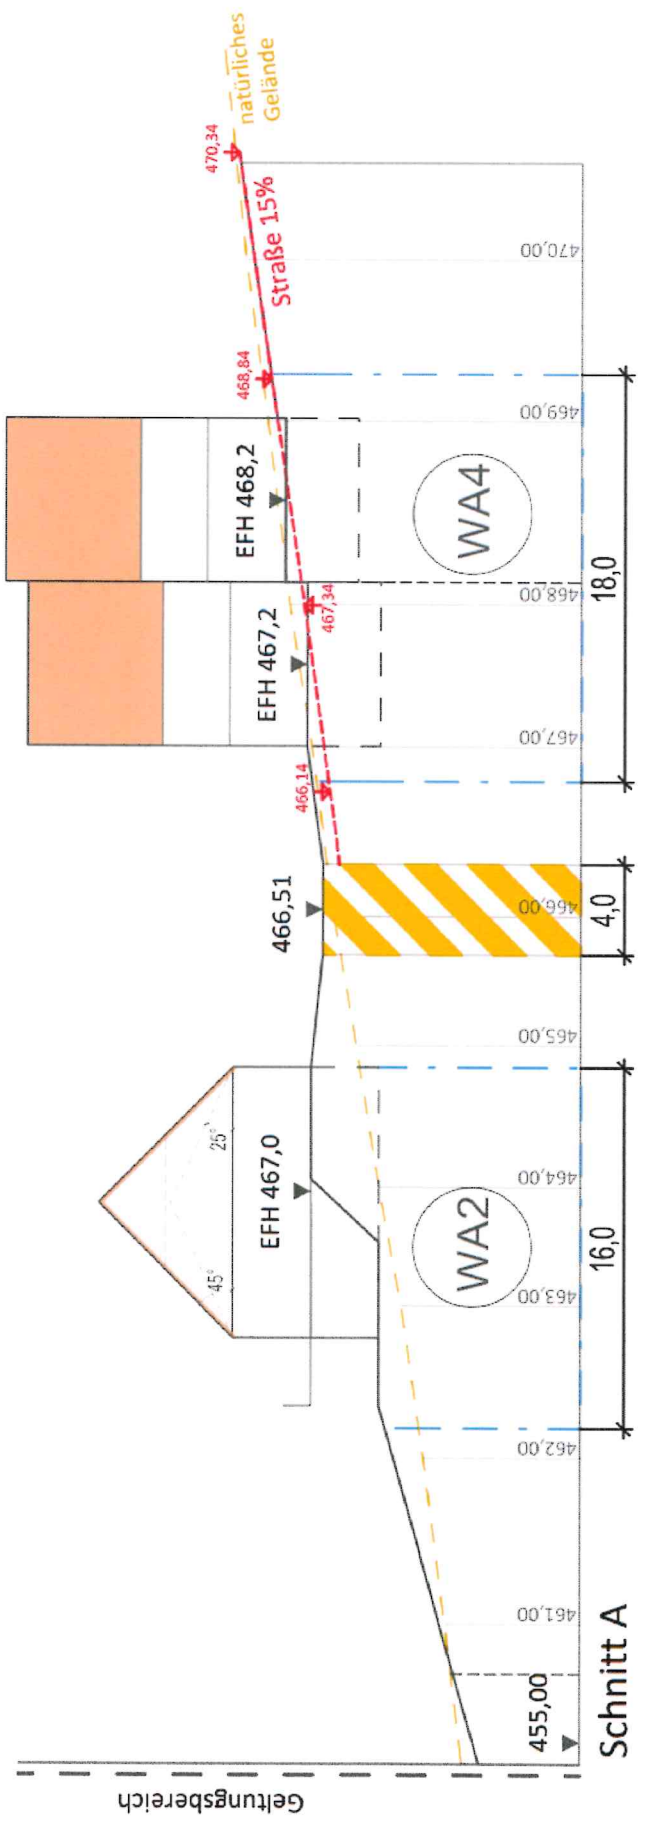 Geltungsbereich
Schnitt A
455,00
461,00
462,00
463,00
464,00
465,00
466,00
467,00
468,00
469,00
470,00
16,0
4,0
18,0
WA2
WA4
45°
25°
EFH 467,0
466,51
466,14
EFH 467,2
467,34
EFH 468,2
468,84
Straße 15%
470,34
natürliches
Gelände